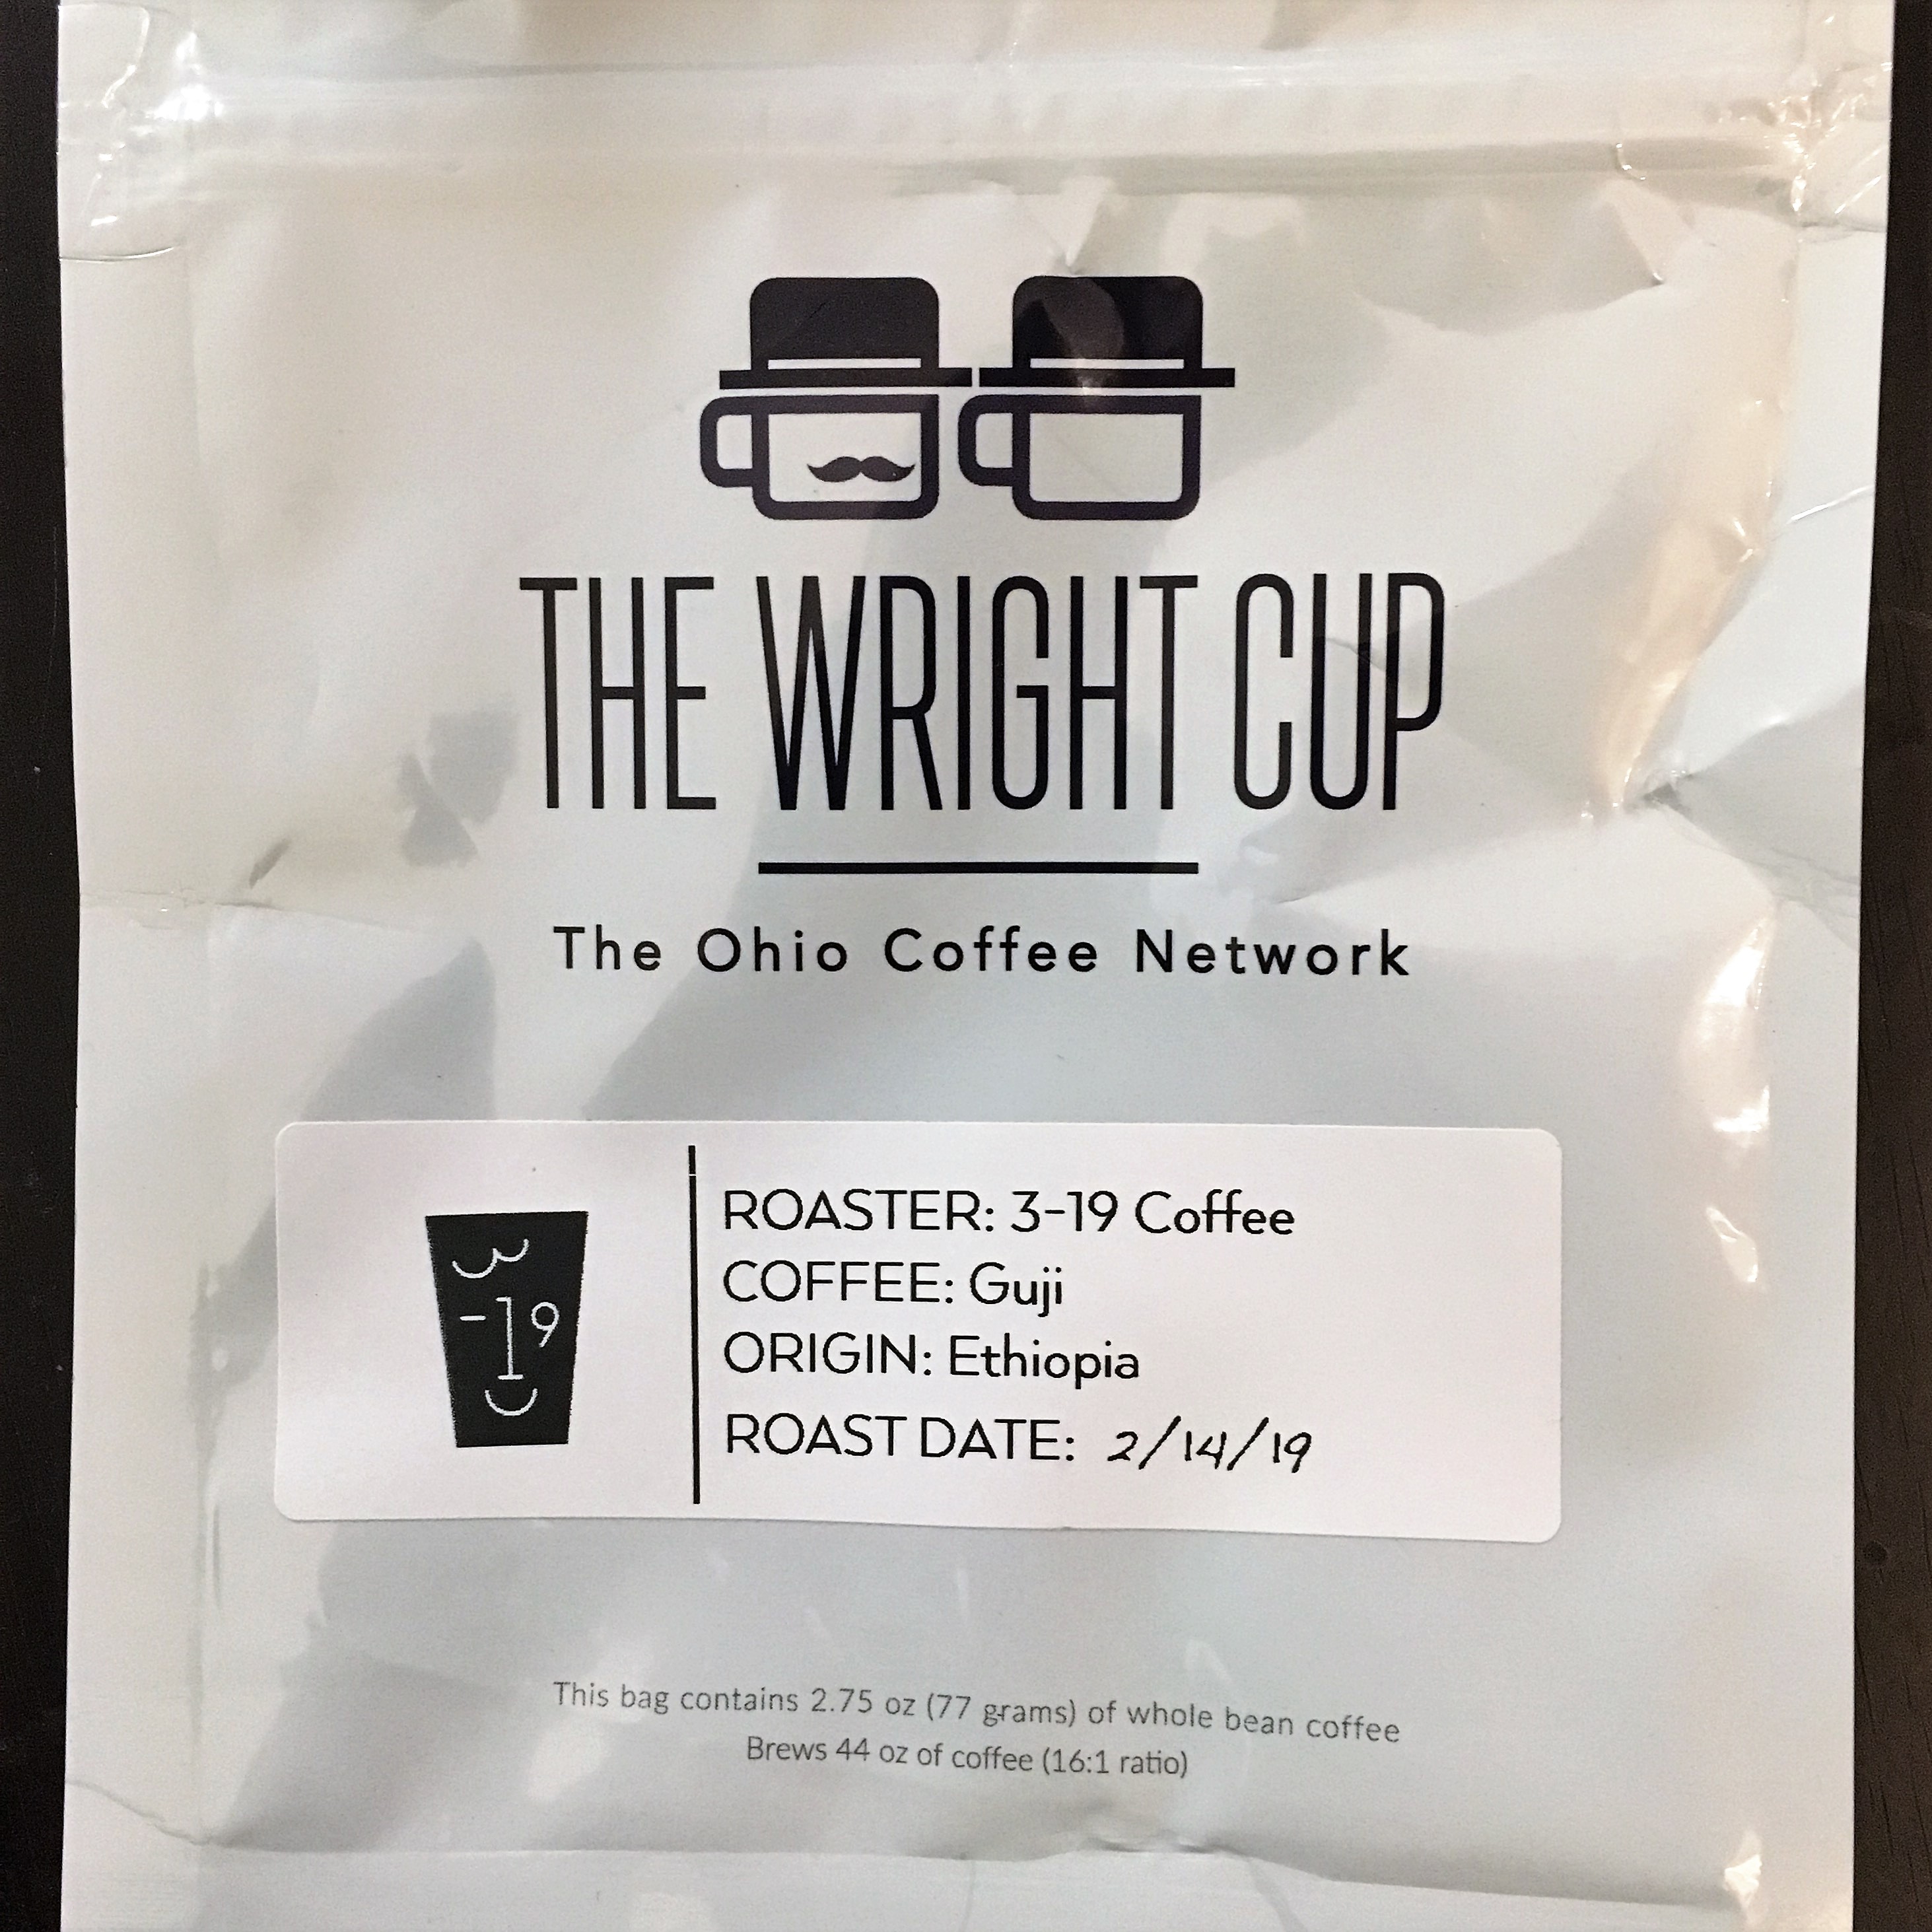 THE WRIGHT CUP
The Ohio Coffee Network
3
-19
ROASTER: 3-19 Coffee
COFFEE: Guji
ORIGIN: Ethiopia
ROAST DATE: 2/14/19
This bag contains 2.75 oz (77 grams) of whole bean coffee
Brews 44 oz of coffee (16:1 ratio)